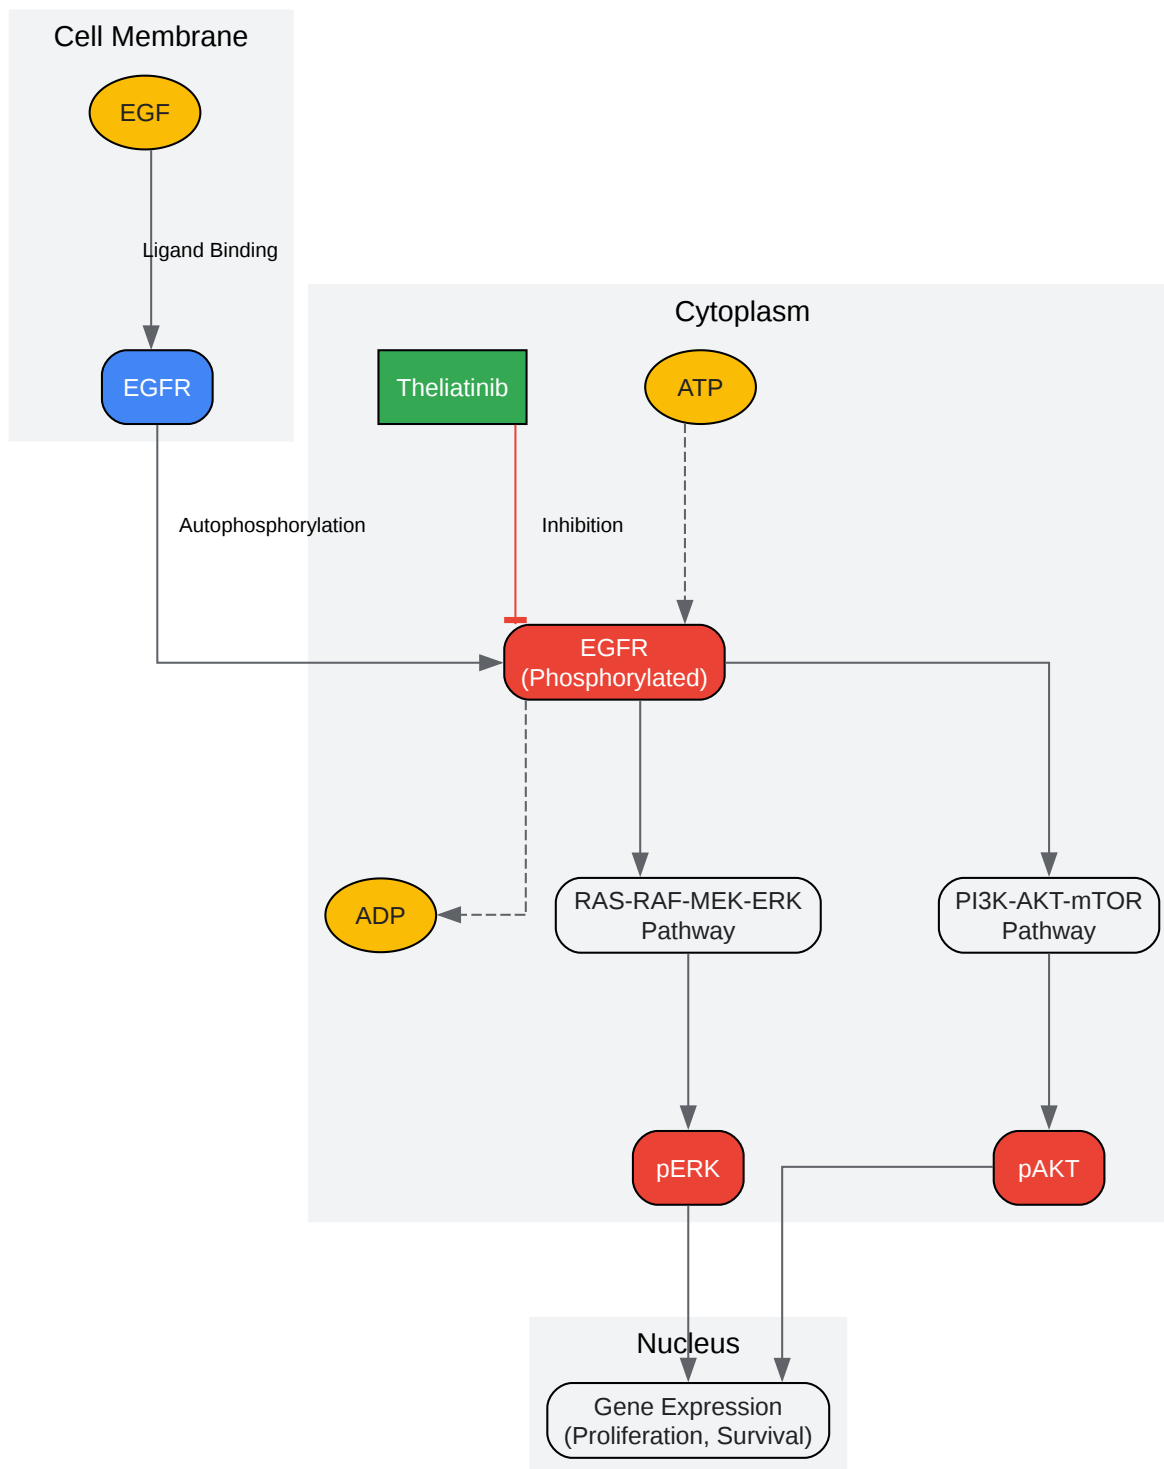 Cell Membrane
EGF
Ligand Binding
EGFR
Cytoplasm
Theliatinib
ATP
Autophosphorylation
Inhibition
EGFR
(Phosphorylated)
ADP
RAS-RAF-MEK-ERK
Pathway
PI3K-AKT-mTOR
Pathway
pERK
pAKT
Nucleus
Gene Expression
(Proliferation, Survival)